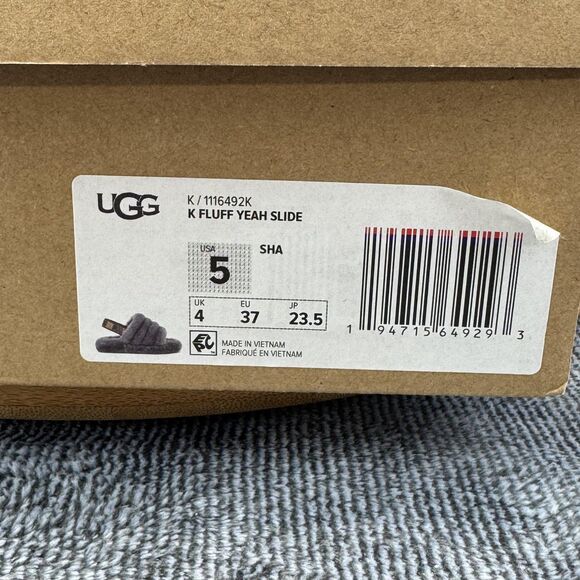 UGG
K / 1116492K
K FLUFF YEAH SLIDE
USA
5
SHA
UK EU JP
4 37 23.5
MADE IN VIETNAM
FABRIQUÉ EN VIETNAM
1 94715 64929 3